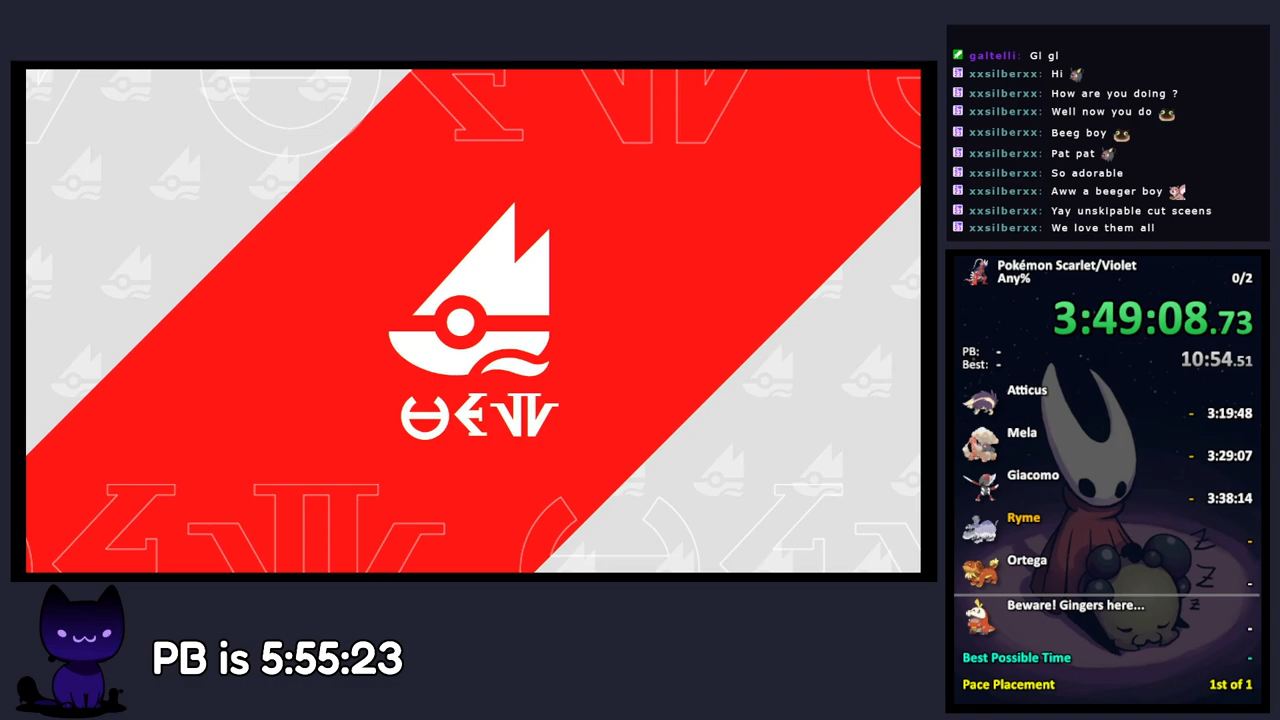 galtelli: Gl gl
xxsilberxx: Hi
xxsilberxx: How are you doing ?
xxsilberxx: Well now you do
xxsilberxx: Beeg boy
xxsilberxx: Pat pat
xxsilberxx: So adorable
xxsilberxx: Aww a beeger boy
xxsilberxx: Yay unskipable cut sceens
xxsilberxx: We love them all
Pokémon Scarlet/Violet
Any% 0/2
3:49:08.73
PB: -
Best: - 10:54.51
Atticus - 3:19:48
Mela - 3:29:07
Giacomo - 3:38:14
Ryme -
Ortega -
Beware! Gingers here... -
Best Possible Time -
Pace Placement 1st of 1
PB is 5:55:23